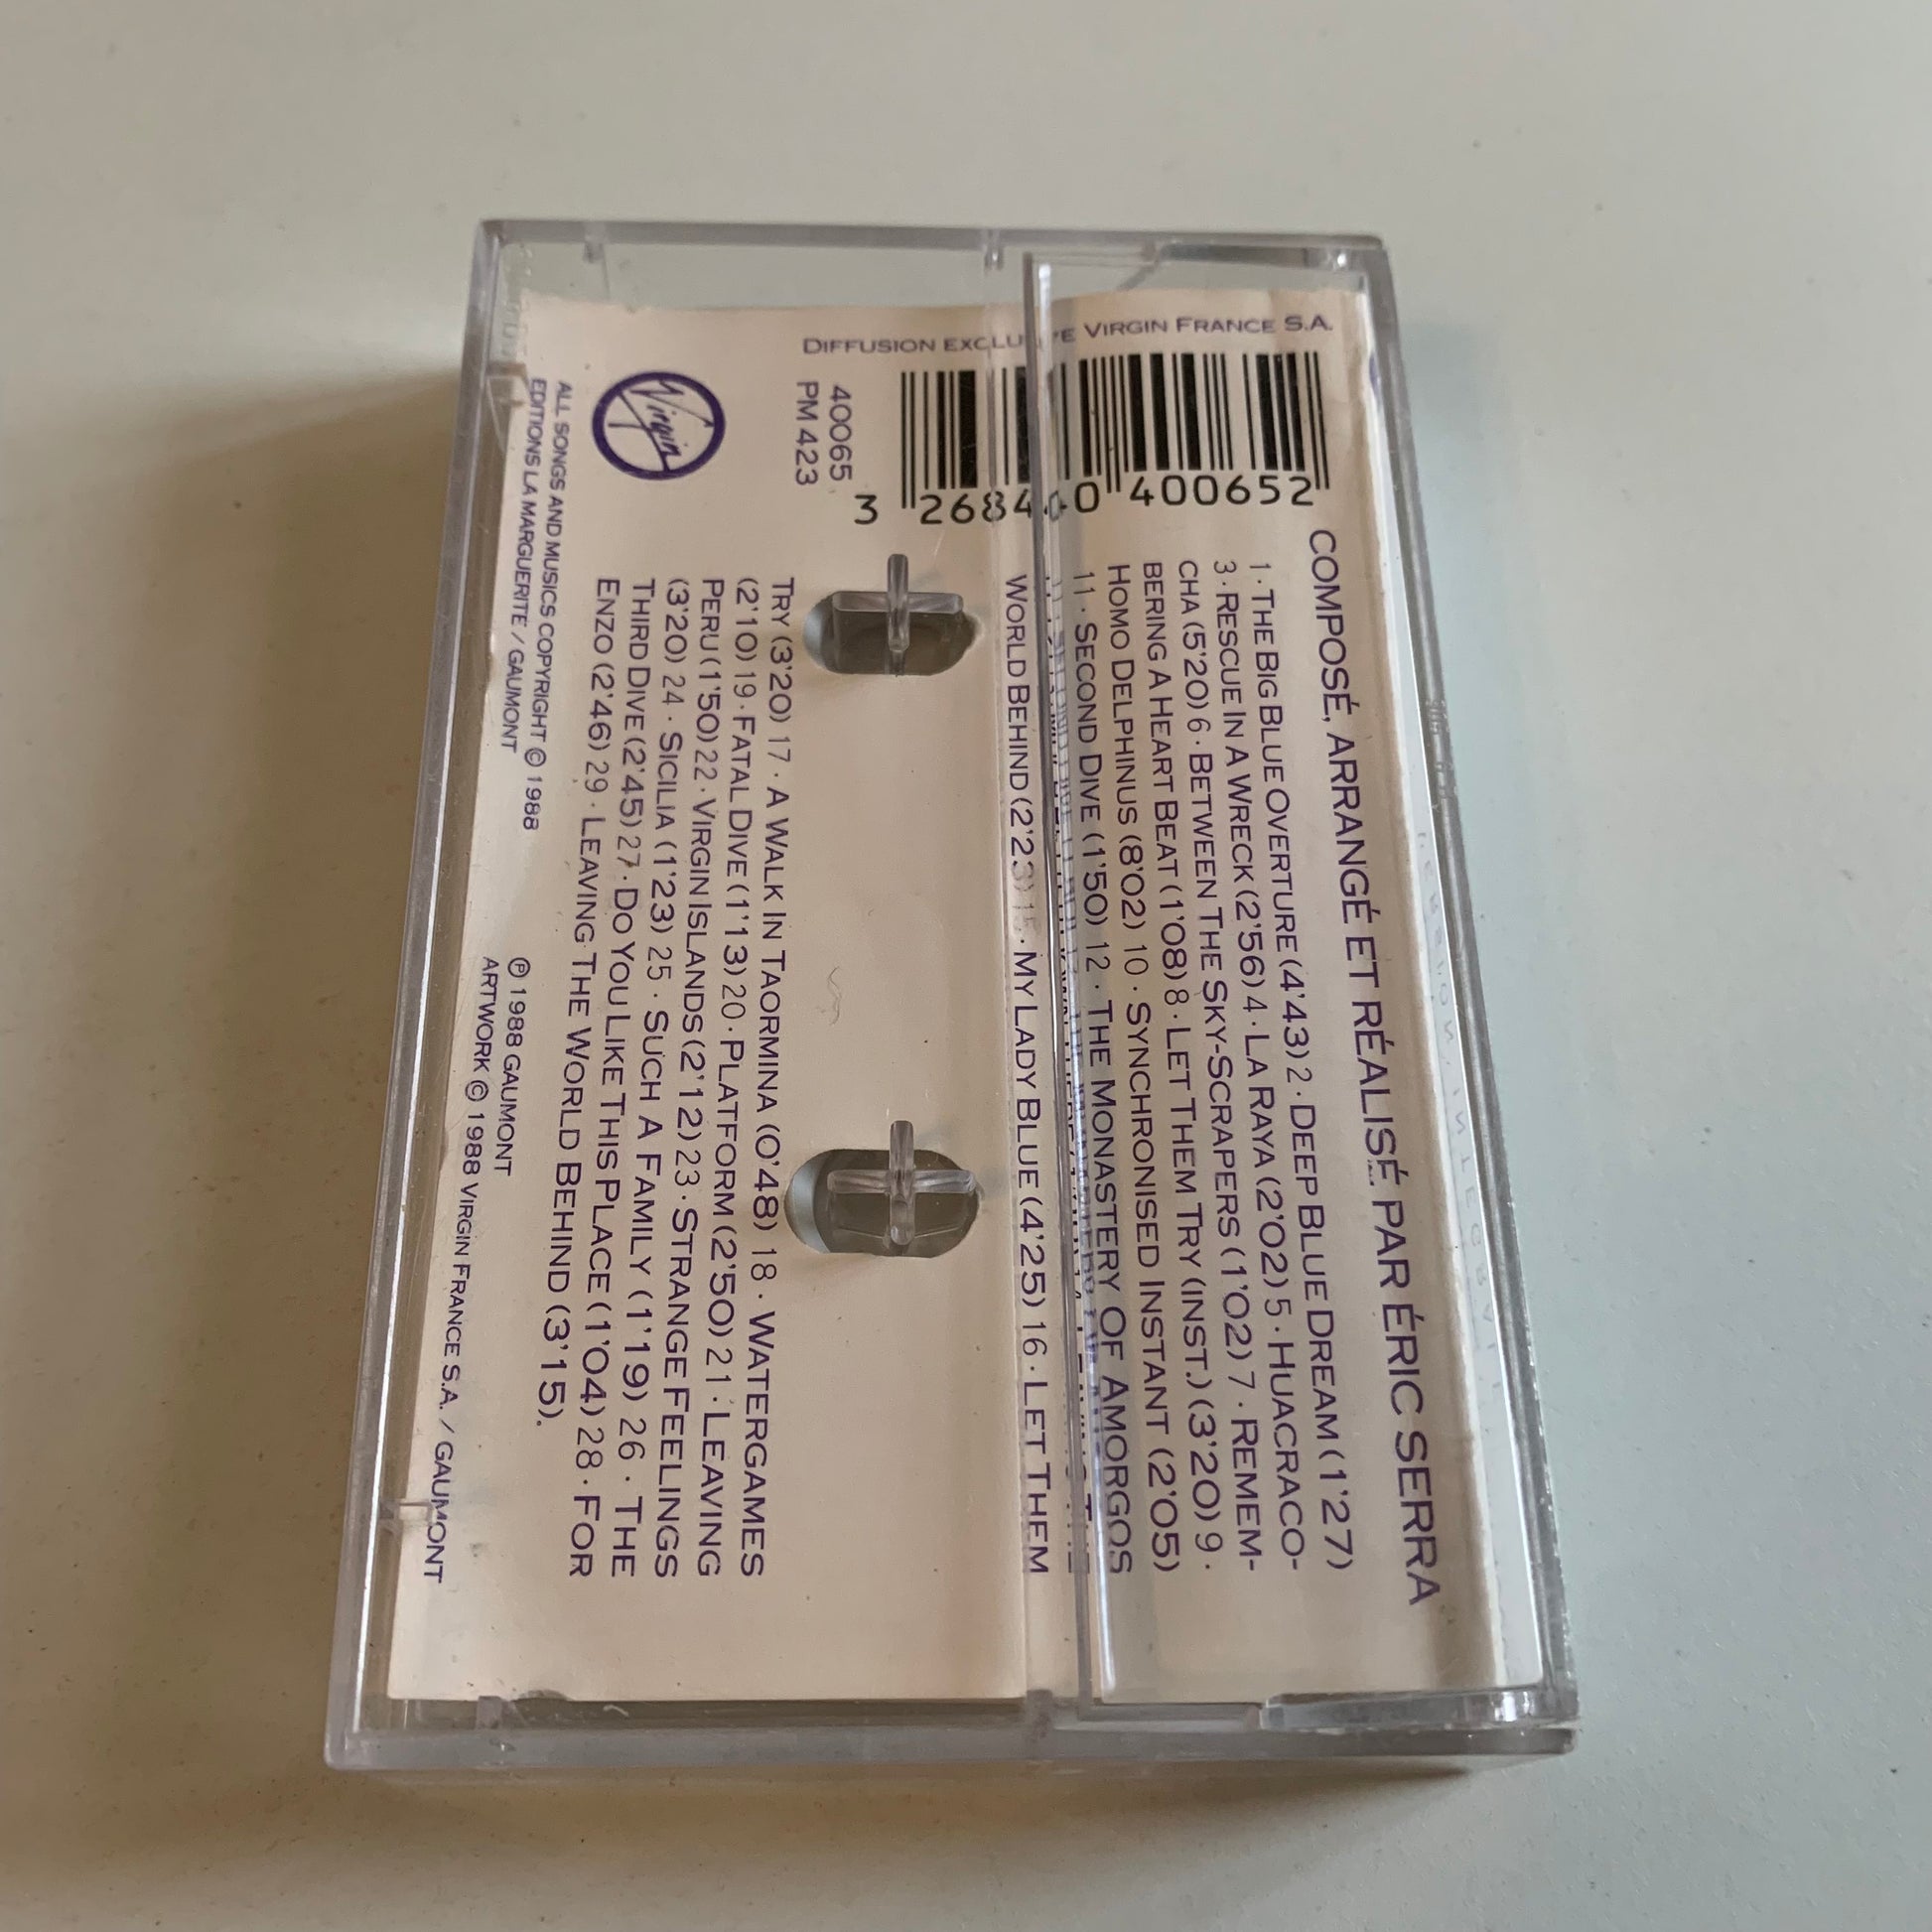 COMPOSÉ, ARRANGÉ ET RÉALISÉ PAR ÉRIC SERRA
1 · THE BIG BLUE OVERTURE (4'43) 2 · DEEP BLUE DREAM (1'27)
3 · RESCUE IN A WRECK (2'56) 4 · LA RAYA (2'02) 5 · HUACRACO-
CHA (5'20) 6 · BETWEEN THE SKY-SCRAPERS (1'02) 7 · REMEM-
BERING A HEART BEAT (1'08) 8 · LET THEM TRY (INST.) (3'20) 9 ·
HOMO DELPHINUS (8'02) 10 · SYNCHRONISED INSTANT (2'05)
11 · SECOND DIVE (1'50) 12 · THE MONASTERY OF AMORGOS
WORLD BEHIND (2'23) 15 · MY LADY BLUE (4'25) 16 · LET THEM
TRY (3'20) 17 · A WALK IN TAORMINA (0'48) 18 · WATERGAMES
(2'10) 19 · FATAL DIVE (1'13) 20 · PLATFORM (2'50) 21 · LEAVING
PERU (1'50) 22 · VIRGIN ISLANDS (2'12) 23 · STRANGE FEELINGS
(3'20) 24 · SICILIA (1'23) 25 · SUCH A FAMILY (1'19) 26 · THE
THIRD DIVE (2'45) 27 · DO YOU LIKE THIS PLACE (1'04) 28 · FOR
ENZO (2'46) 29 · LEAVING THE WORLD BEHIND (3'15).
ALL SONGS AND MUSICS COPYRIGHT © 1988
EDITIONS LA MARGUERITE / GAUMONT
℗ 1988 GAUMONT
ARTWORK © 1988 VIRGIN FRANCE S.A. / GAUMONT
Virgin
40065
PM 423
DIFFUSION EXCLUSIVE VIRGIN FRANCE S.A.
3 268440 400652